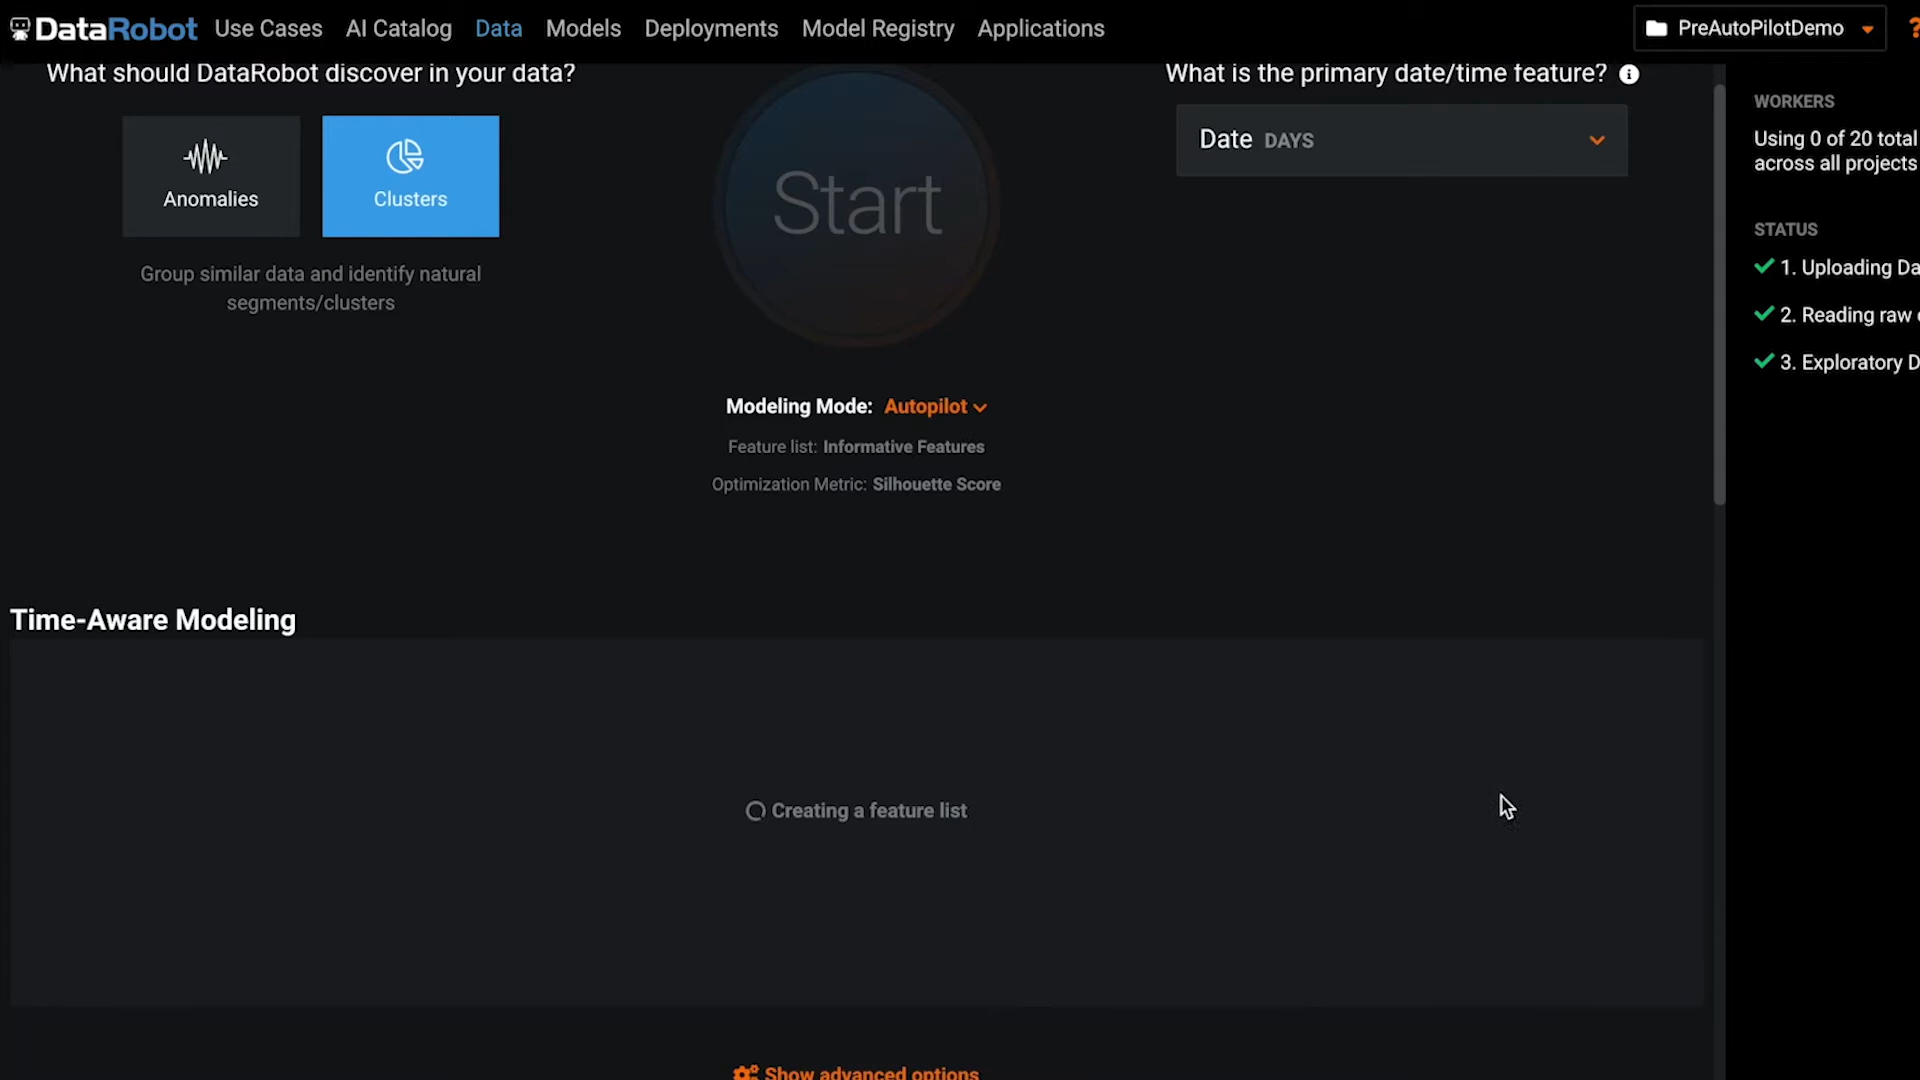 DataRobot Use Cases AI Catalog Data Models Deployments Model Registry Applications PreAutoPilotDemo ?
What should DataRobot discover in your data?
Anomalies
Clusters
Group similar data and identify natural
segments/clusters
Start
Modeling Mode: Autopilot
Feature list: Informative Features
Optimization Metric: Silhouette Score
What is the primary date/time feature?
Date DAYS
WORKERS
Using 0 of 20 total
across all projects
STATUS
1. Uploading Da
2. Reading raw
3. Exploratory D
Time-Aware Modeling
Creating a feature list
Show advanced options